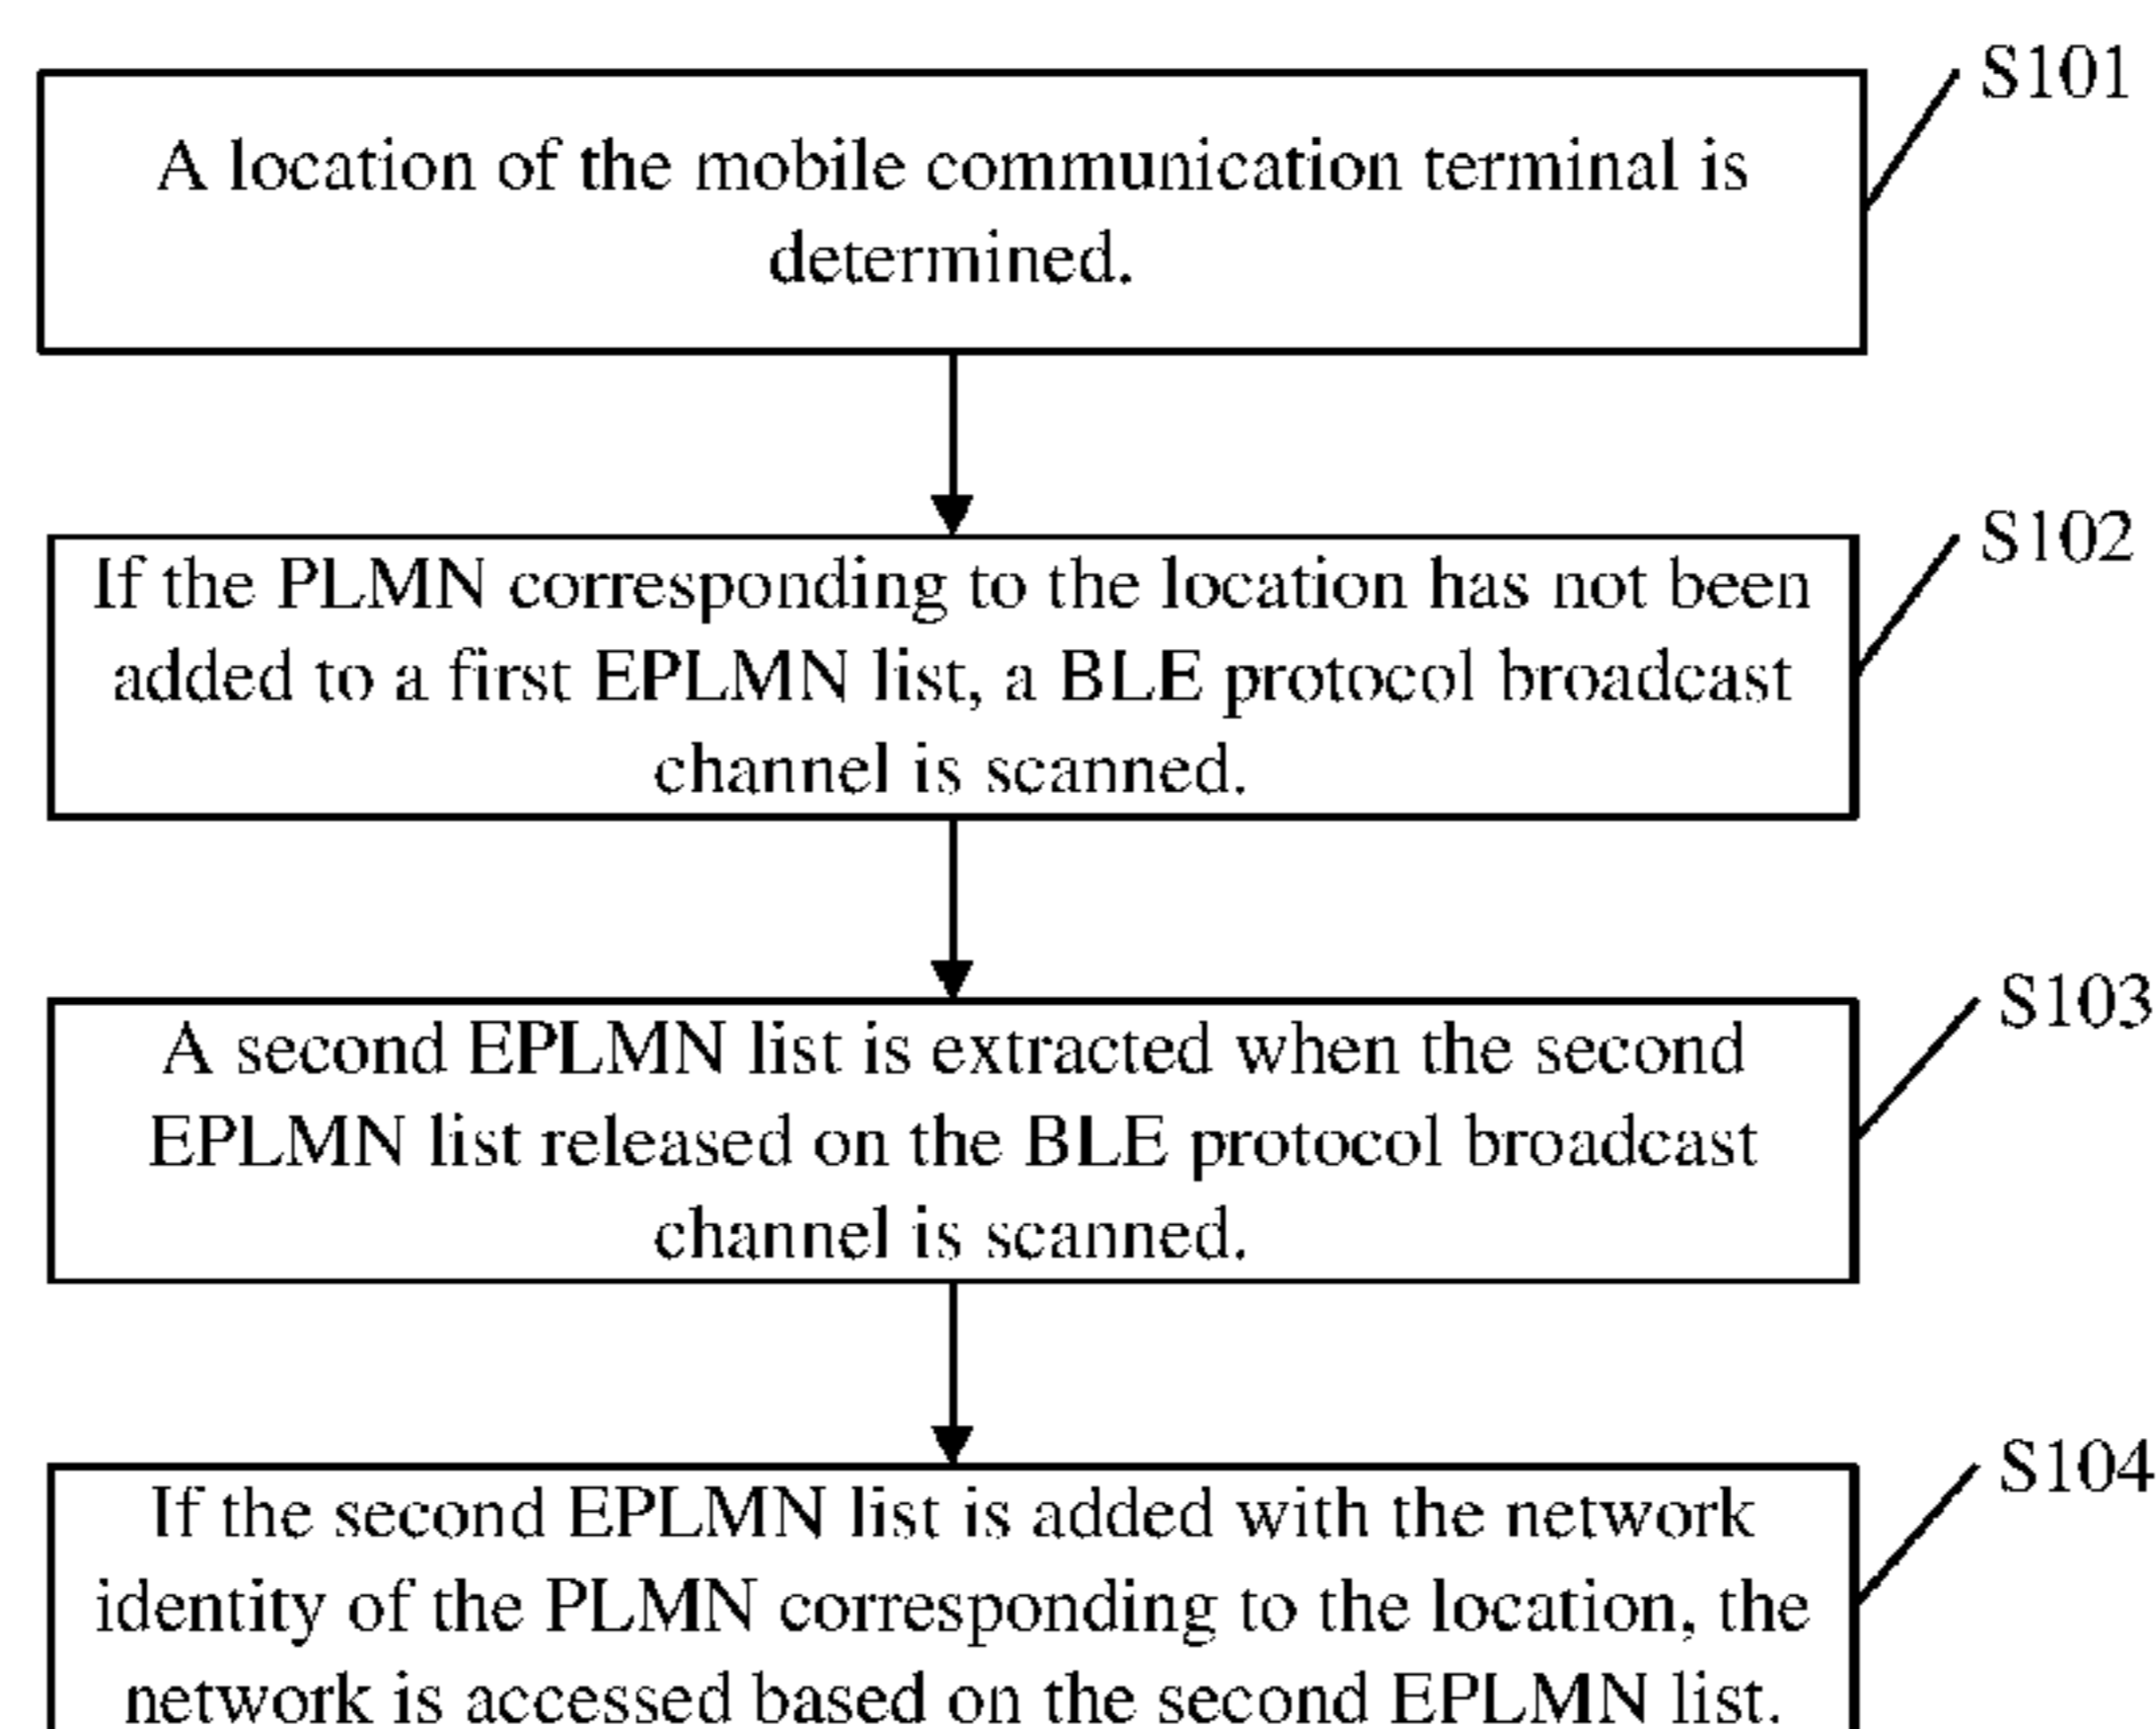 S101
A location of the mobile communication terminal is
determined.
S102
If the PLMN corresponding to the location has not been
added to a first EPLMN list, a BLE protocol broadcast
channel is scanned.
S103
A second EPLMN list is extracted when the second
EPLMN list released on the BLE protocol broadcast
channel is scanned.
S104
If the second EPLMN list is added with the network
identity of the PLMN corresponding to the location, the
network is accessed based on the second EPLMN list.